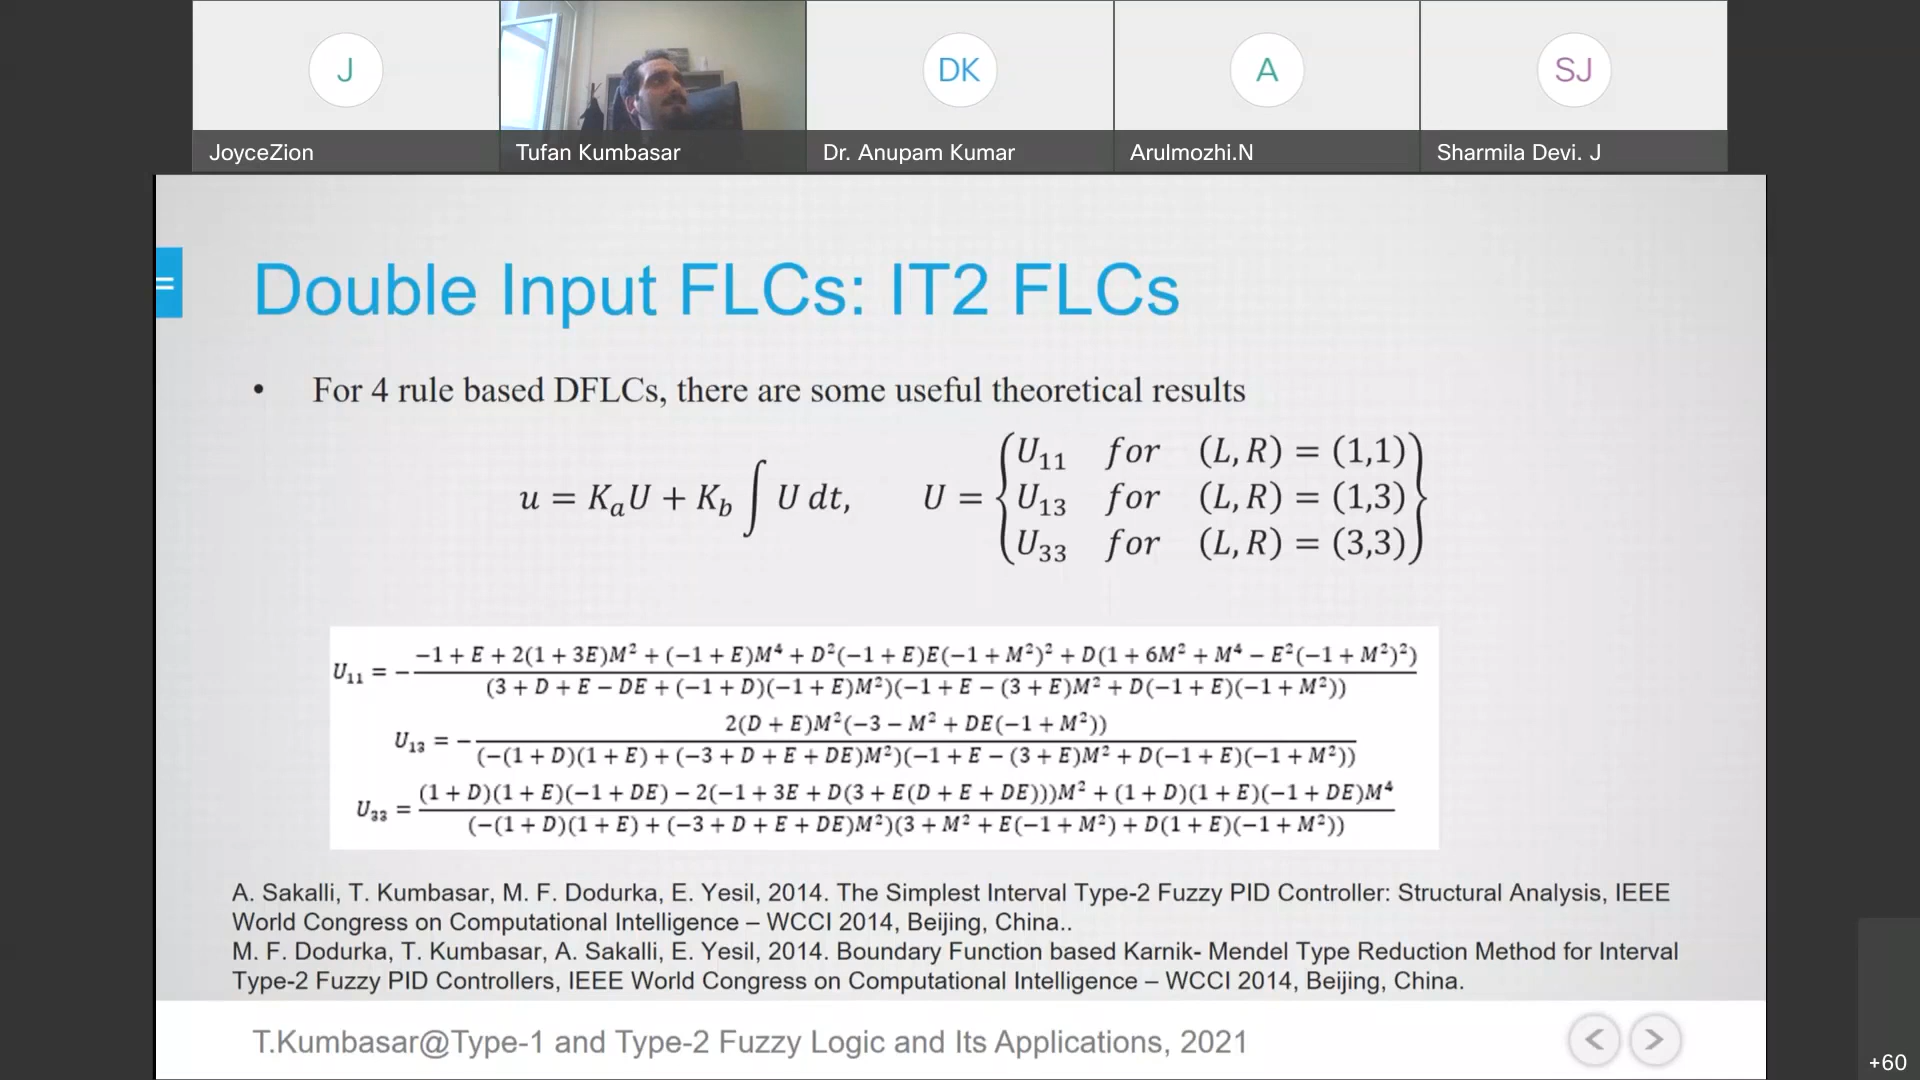 J
DK
A
SJ
JoyceZion
Tufan Kumbasar
Dr. Anupam Kumar
Arulmozhi.N
Sharmila Devi. J
Double Input FLCs: IT2 FLCs
• For 4 rule based DFLCs, there are some useful theoretical results
u = KₐU + K_b ∫ U dt, U = { U₁₁ for (L, R) = (1,1)
U₁₃ for (L, R) = (1,3)
U₃₃ for (L, R) = (3,3) }
U₁₁ = − (−1 + E + 2(1 + 3E)M² + (−1 + E)M⁴ + D²(−1 + E)E(−1 + M²)² + D(1 + 6M² + M⁴ − E²(−1 + M²)²)
(3 + D + E − DE + (−1 + D)(−1 + E)M²)(−1 + E − (3 + E)M² + D(−1 + E)(−1 + M²))
U₁₃ = − 2(D + E)M²(−3 − M² + DE(−1 + M²))
(−(1 + D)(1 + E) + (−3 + D + E + DE)M²)(−1 + E − (3 + E)M² + D(−1 + E)(−1 + M²))
U₃₃ = (1 + D)(1 + E)(−1 + DE) − 2(−1 + 3E + D(3 + E(D + E + DE)))M² + (1 + D)(1 + E)(−1 + DE)M⁴
(−(1 + D)(1 + E) + (−3 + D + E + DE)M²)(3 + M² + E(−1 + M²) + D(1 + E)(−1 + M²))
A. Sakalli, T. Kumbasar, M. F. Dodurka, E. Yesil, 2014. The Simplest Interval Type-2 Fuzzy PID Controller: Structural Analysis, IEEE
World Congress on Computational Intelligence – WCCI 2014, Beijing, China..
M. F. Dodurka, T. Kumbasar, A. Sakalli, E. Yesil, 2014. Boundary Function based Karnik- Mendel Type Reduction Method for Interval
Type-2 Fuzzy PID Controllers, IEEE World Congress on Computational Intelligence – WCCI 2014, Beijing, China.
T.Kumbasar@Type-1 and Type-2 Fuzzy Logic and Its Applications, 2021
< >
+60